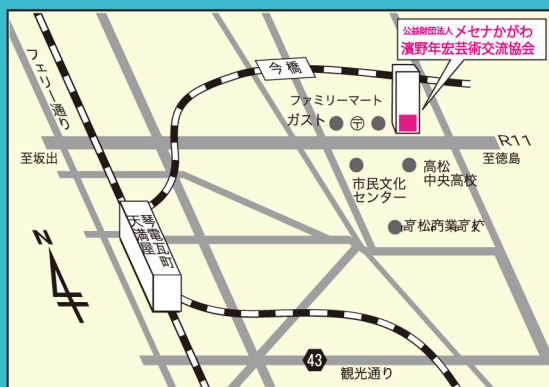 公益財団法人 メセナかがわ
濱野年宏芸術交流協会
フェリー通り
今橋
ファミリーマート
ガスト
〒
R11
至坂出
至徳島
市民文化
センター
高松
中央高校
高松商業高校
琴電瓦町
天満屋
N
43
観光通り